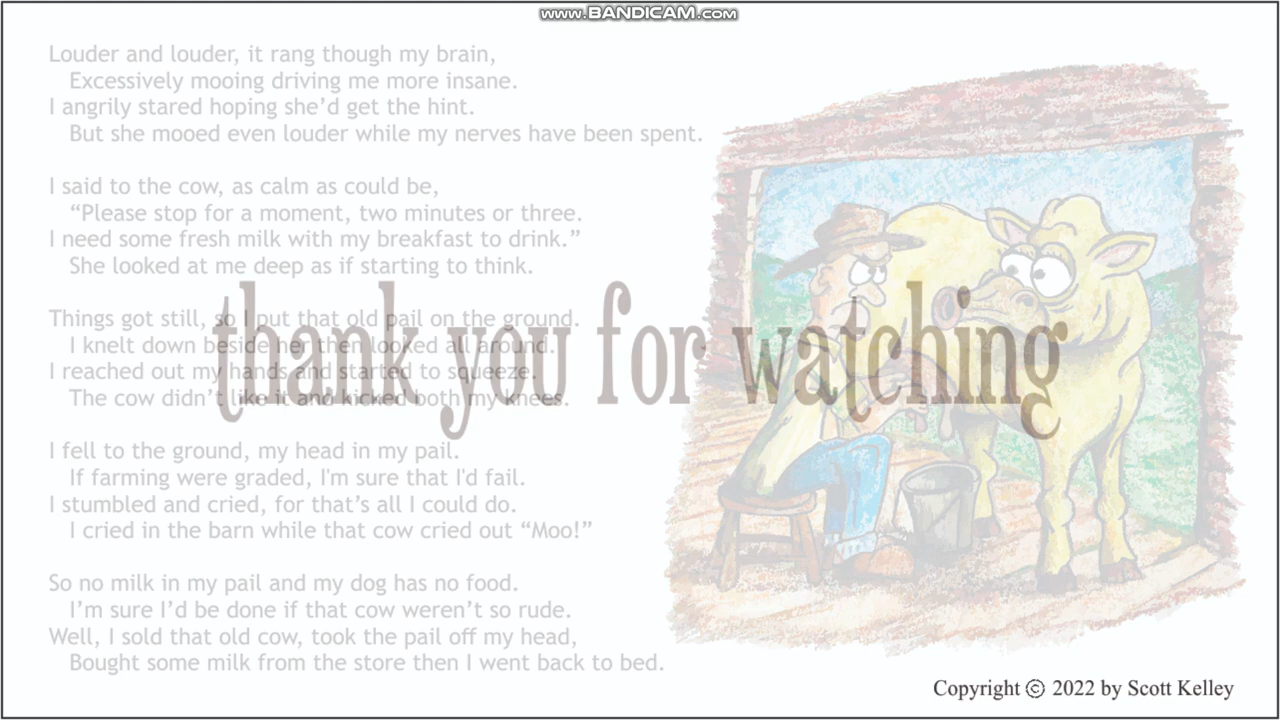 www.BANDICAM.com
Louder and louder, it rang though my brain,
Excessively mooing driving me more insane.
I angrily stared hoping she’d get the hint.
But she mooed even louder while my nerves have been spent.
I said to the cow, as calm as could be,
“Please stop for a moment, two minutes or three.
I need some fresh milk with my breakfast to drink.”
She looked at me deep as if starting to think.
Things got still, so I put that old pail on the ground.
I knelt down beside her then looked all around.
I reached out my hands and started to squeeze.
The cow didn’t like it and kicked both my knees.
thank you for watching
I fell to the ground, my head in my pail.
If farming were graded, I'm sure that I'd fail.
I stumbled and cried, for that’s all I could do.
I cried in the barn while that cow cried out “Moo!”
So no milk in my pail and my dog has no food.
I’m sure I’d be done if that cow weren’t so rude.
Well, I sold that old cow, took the pail off my head,
Bought some milk from the store then I went back to bed.
Copyright © 2022 by Scott Kelley